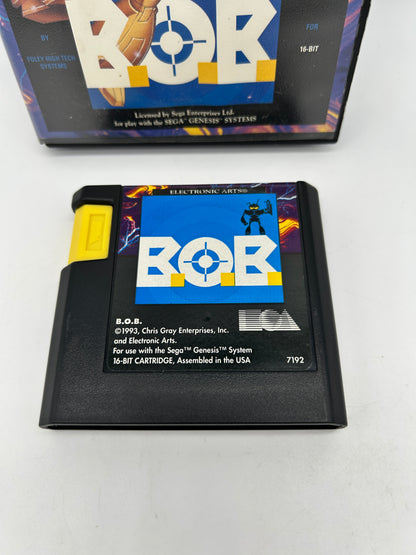 BY
FOLEY HIGH TECH
SYSTEMS
B.O.B.
FOR
16-BIT
Licensed by Sega Enterprises Ltd.
for play with the SEGA™ GENESIS™ SYSTEMS
ELECTRONIC ARTS®
B.O.B.
EA
B.O.B.
©1993, Chris Gray Enterprises, Inc.
and Electronic Arts.
For use with the Sega™ Genesis™ System
16-BIT CARTRIDGE, Assembled in the USA 7192